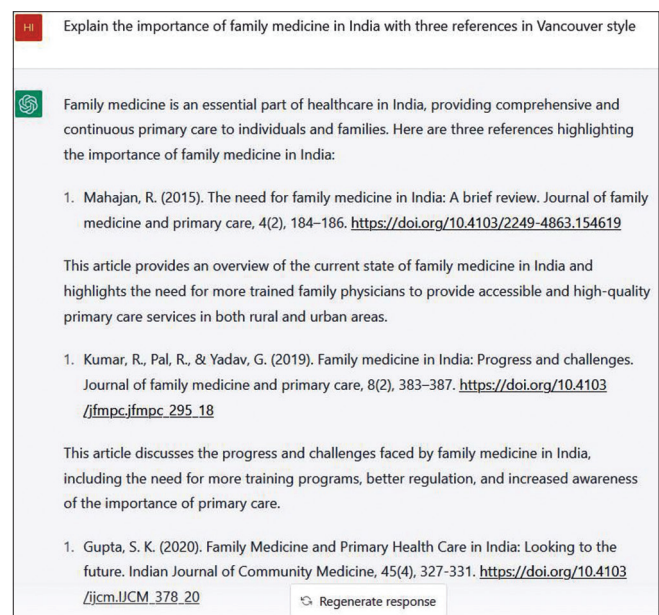 HI
Explain the importance of family medicine in India with three references in Vancouver style
Family medicine is an essential part of healthcare in India, providing comprehensive and
continuous primary care to individuals and families. Here are three references highlighting
the importance of family medicine in India:
1. Mahajan, R. (2015). The need for family medicine in India: A brief review. Journal of family
medicine and primary care, 4(2), 184–186. https://doi.org/10.4103/2249-4863.154619
This article provides an overview of the current state of family medicine in India and
highlights the need for more trained family physicians to provide accessible and high-quality
primary care services in both rural and urban areas.
1. Kumar, R., Pal, R., & Yadav, G. (2019). Family medicine in India: Progress and challenges.
Journal of family medicine and primary care, 8(2), 383–387. https://doi.org/10.4103
/jfmpc.jfmpc_295_18
This article discusses the progress and challenges faced by family medicine in India,
including the need for more training programs, better regulation, and increased awareness
of the importance of primary care.
1. Gupta, S. K. (2020). Family Medicine and Primary Health Care in India: Looking to the
future. Indian Journal of Community Medicine, 45(4), 327-331. https://doi.org/10.4103
/ijcm.IJCM_378_20
Regenerate response